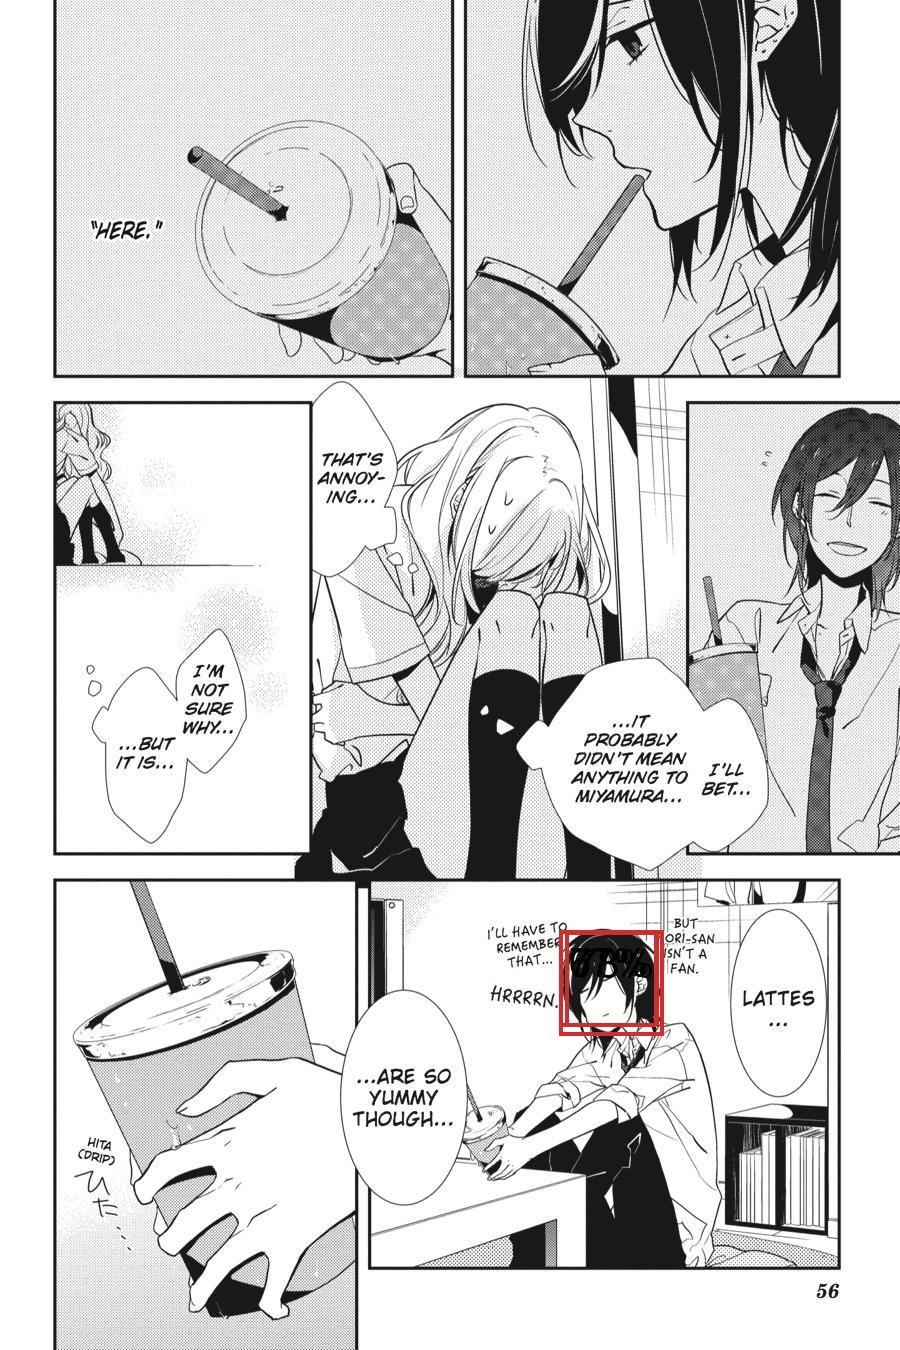 "HERE."
I'LL
BET...
...IT
PROBABLY
DIDN'T MEAN
ANYTHING TO
MIYAMURA...
THAT'S
ANNOY-
ING...
I'M
NOT
SURE
WHY...
...BUT
IT IS...
LATTES
...
BUT
ORI-SAN
ISN'T A
FAN.
I'LL HAVE TO
REMEMBER
THAT...
HRRRRN.
...ARE SO
YUMMY
THOUGH...
HITA
(DRIP)
ひた...
56